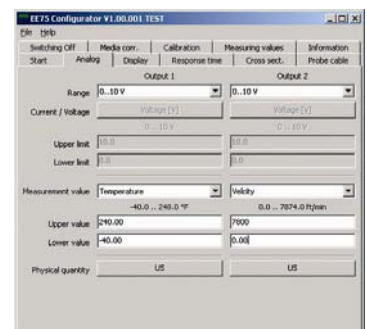 EE75 Configurator V1.00.001 TEST
File Help
Switching Off Media corr. Calibration Measuring values Information
Start Analog Display Response time Cross sect. Probe cable
Output 1 Output 2
Range 0..10 V 0..10 V
Current / Voltage Voltage [V] Voltage [V]
0 .. 10 V 0 .. 10 V
Upper limit 10.0 10.0
Lower limit 0.0 0.0
Measurement value Temperature Velcity
-40.0 .. 248.0 °F 0.0 .. 7874.0 ft/min
Upper value 240.00 7800
Lower value -40.00 0.00
Physical quantity US US